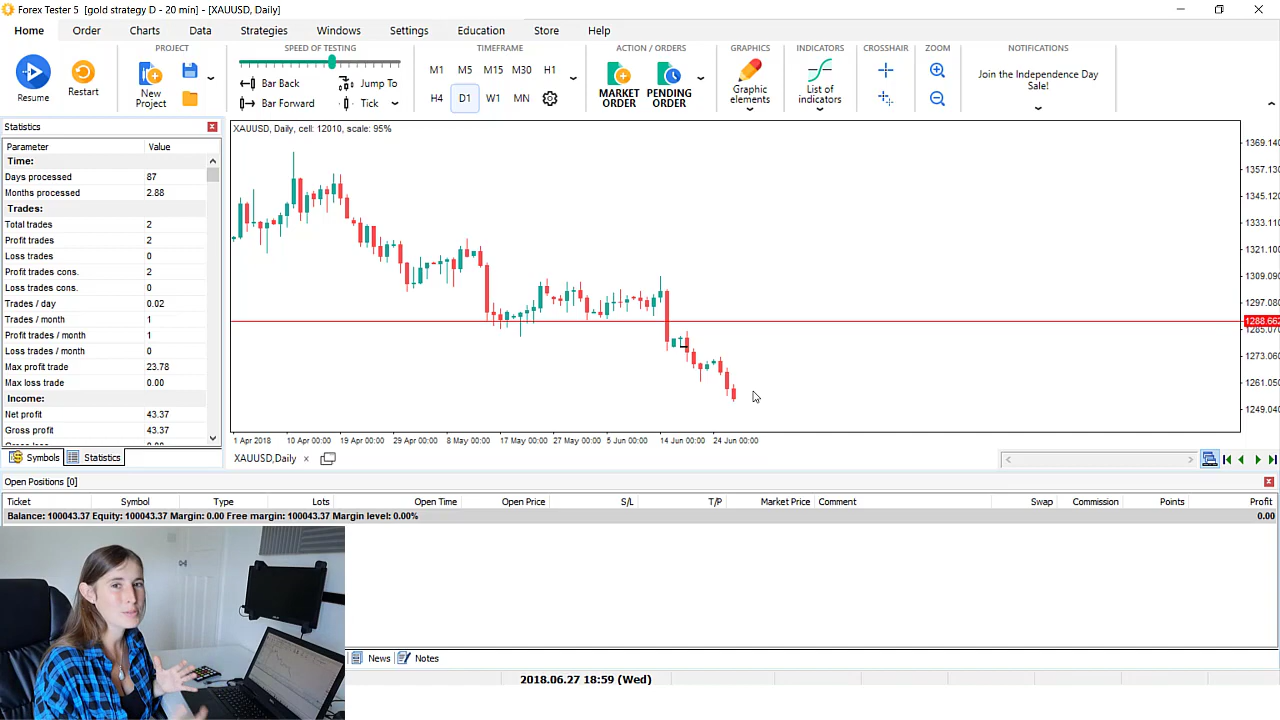 Forex Tester 5 [gold strategy D - 20 min] - [XAUUSD, Daily]
Home Order Charts Data Strategies Windows Settings Education Store Help
PROJECT SPEED OF TESTING TIMEFRAME ACTION / ORDERS GRAPHICS INDICATORS CROSSHAIR ZOOM NOTIFICATIONS
Resume
Restart
New
Project
Bar Back Jump To
Bar Forward Tick
M1 M5 M15 M30 H1
H4 D1 W1 MN
MARKET
ORDER
PENDING
ORDER
Graphic
elements
List of
indicators
Join the Independence Day
Sale!
Statistics
Parameter Value
Time:
Days processed 87
Months processed 2.88
Trades:
Total trades 2
Profit trades 2
Loss trades 0
Profit trades cons. 2
Loss trades cons. 0
Trades / day 0.02
Trades / month 1
Profit trades / month 1
Loss trades / month 0
Max profit trade 23.78
Max loss trade 0.00
Income:
Net profit 43.37
Gross profit 43.37
Symbols Statistics
XAUUSD, Daily, cell: 12010, scale: 95%
1369.140
1357.130
1345.120
1333.110
1321.100
1309.090
1297.080
1288.662
1285.070
1273.060
1261.050
1249.040
1 Apr 2018 10 Apr 00:00 19 Apr 00:00 29 Apr 00:00 8 May 00:00 17 May 00:00 27 May 00:00 5 Jun 00:00 14 Jun 00:00 24 Jun 00:00
XAUUSD,Daily
Open Positions [0]
Ticket Symbol Type Lots Open Time Open Price S/L T/P Market Price Comment Swap Commission Points Profit
Balance: 100043.37 Equity: 100043.37 Margin: 0.00 Free margin: 100043.37 Margin level: 0.00% 0.00
News Notes
2018.06.27 18:59 (Wed)